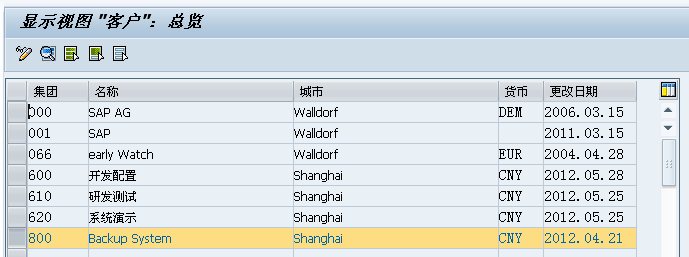 显示视图 "客户": 总览
集团 名称 城市 货币 更改日期
000 SAP AG Walldorf DEM 2006.03.15
001 SAP Walldorf 2011.03.15
066 early Watch Walldorf EUR 2004.04.28
600 开发配置 Shanghai CNY 2012.05.28
610 研发测试 Shanghai CNY 2012.05.25
620 系统演示 Shanghai CNY 2012.05.25
800 Backup System Shanghai CNY 2012.04.21